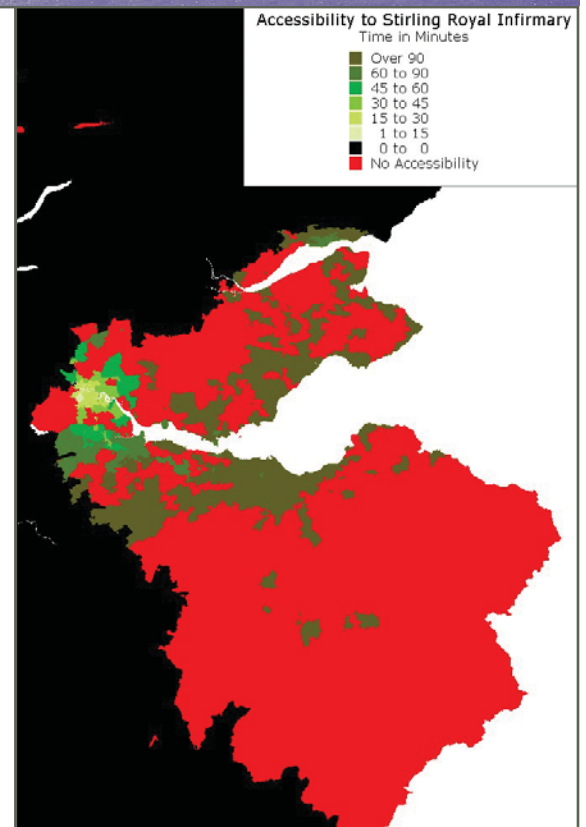 Accessibility to Stirling Royal Infirmary
Time in Minutes
Over 90
60 to 90
45 to 60
30 to 45
15 to 30
1 to 15
0 to 0
No Accessibility